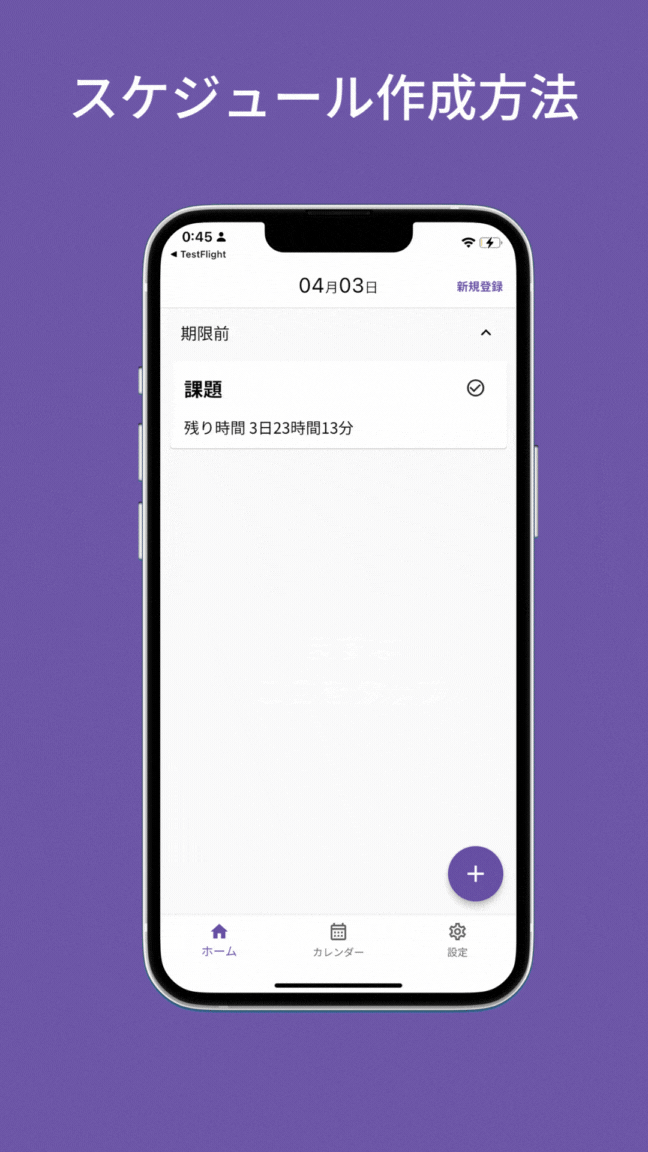 スケジュール作成方法
0:45
◀ TestFlight
04月03日
新規登録
期限前
課題
残り時間 3日23時間13分
ホーム
カレンダー
設定